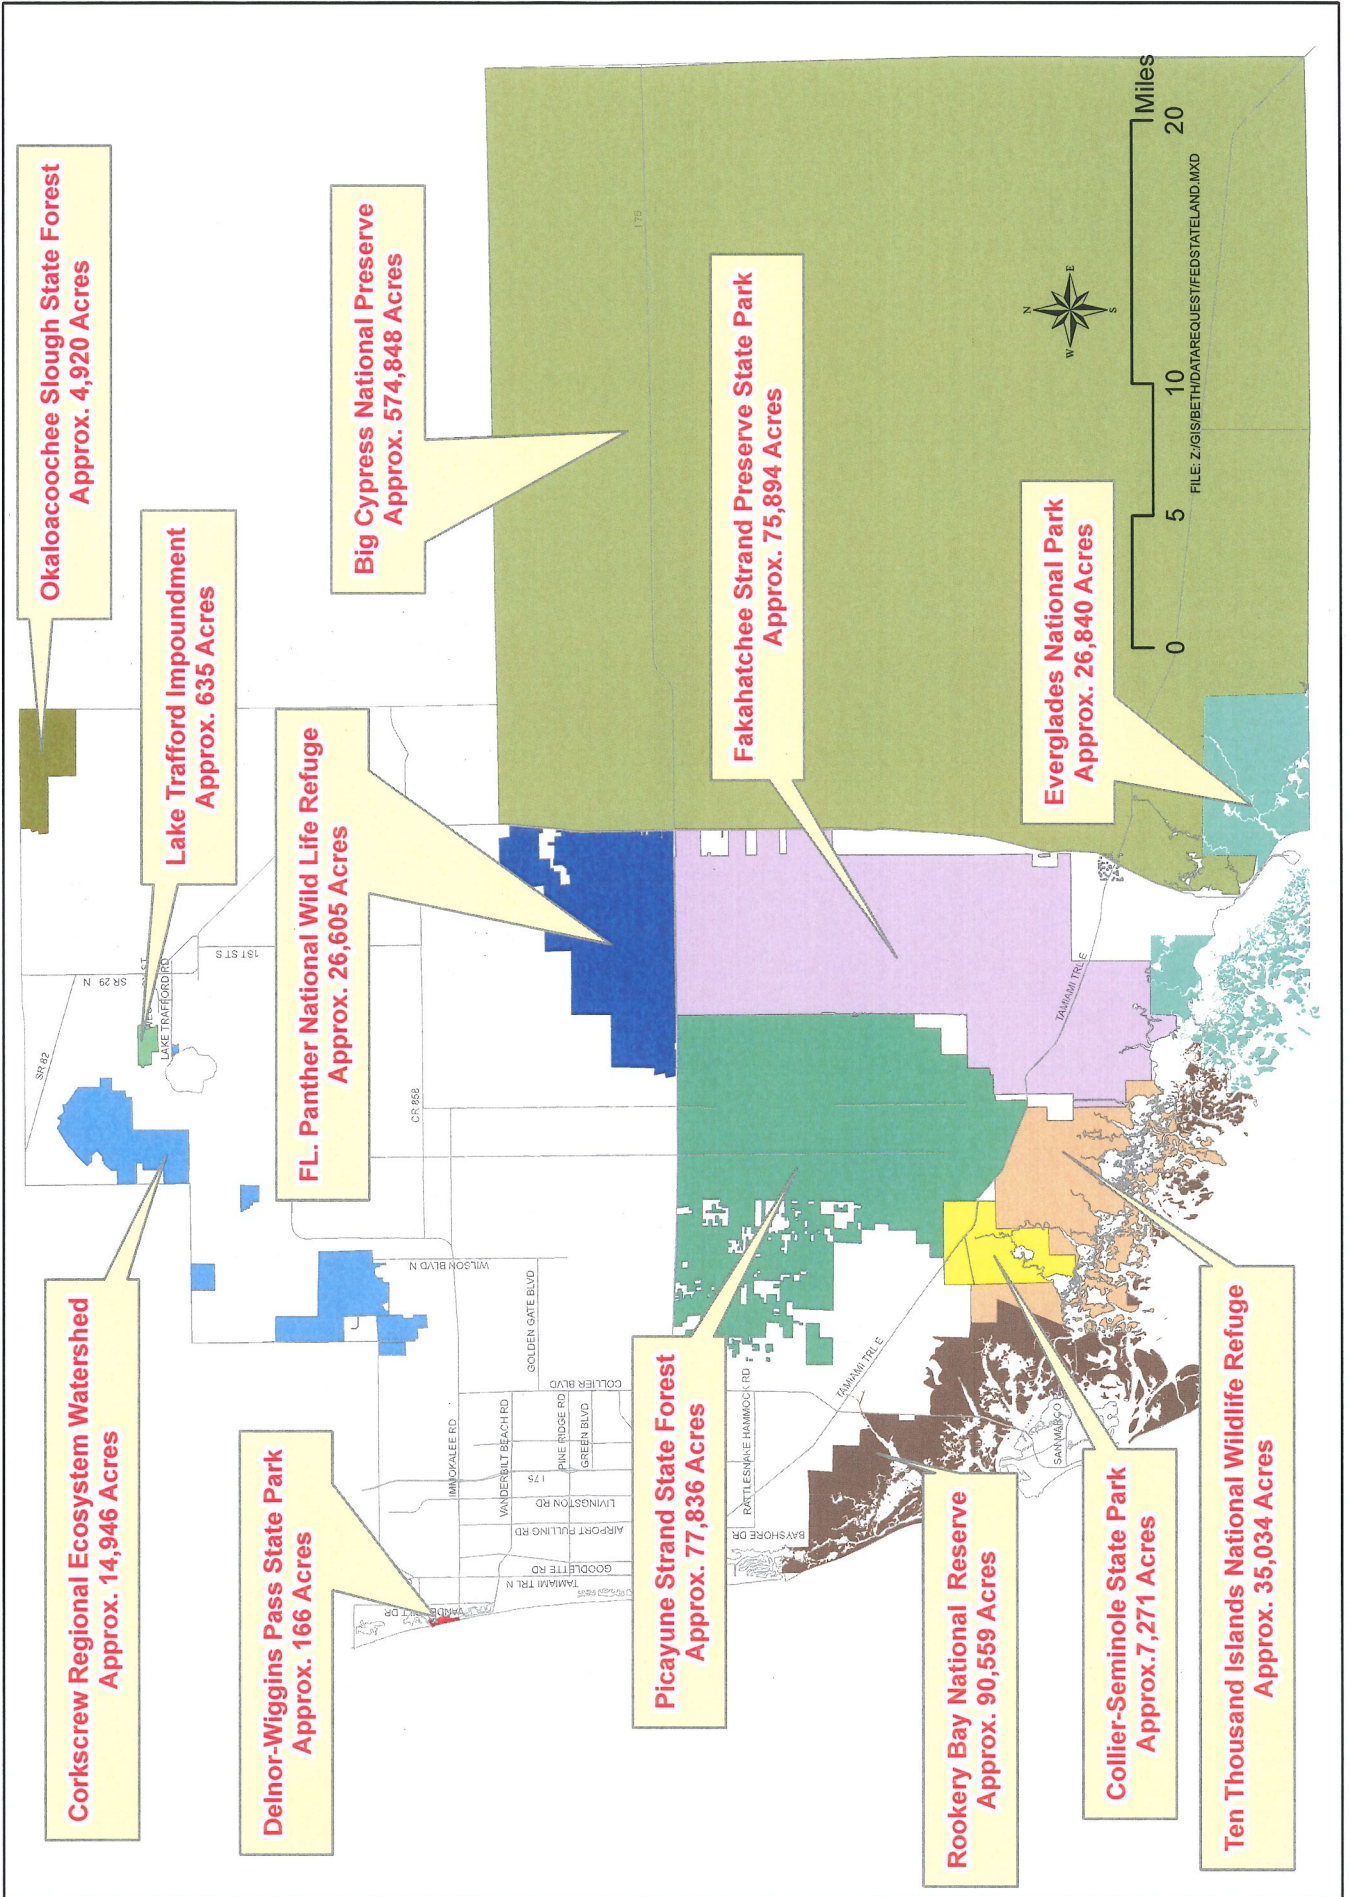 Okaloacoochee Slough State Forest
Approx. 4,920 Acres
Lake Trafford Impoundment
Approx. 635 Acres
Corkscrew Regional Ecosystem Watershed
Approx. 14,946 Acres
Big Cypress National Preserve
Approx. 574,848 Acres
FL. Panther National Wild Life Refuge
Approx. 26,605 Acres
Delnor-Wiggins Pass State Park
Approx. 166 Acres
Fakahatchee Strand Preserve State Park
Approx. 75,894 Acres
Picayune Strand State Forest
Approx. 77,836 Acres
Everglades National Park
Approx. 26,840 Acres
Rookery Bay National Reserve
Approx. 90,559 Acres
Collier-Seminole State Park
Approx.7,271 Acres
Ten Thousand Islands National Wildlife Refuge
Approx. 35,034 Acres
SR 82
SR 29 N
LAKE TRAFFORD RD
1ST ST S
CR 858
I75
WILSON BLVD N
GOLDEN GATE BLVD
COLLIER BLVD
IMMOKALEE RD
VANDERBILT BEACH RD
PINE RIDGE RD
GREEN BLVD
I75
LIVINGSTON RD
AIRPORT PULLING RD
GOODLETTE RD
TAMIAMI TRL N
RATTLESNAKE HAMMOCK RD
BAYSHORE DR
TAMIAMI TRL E
TAMIAMI TRL E
SAN MARCO
N
W
E
S
0
5
10
20
Miles
FILE: Z:/GIS/BETH/DATAREQUEST/FEDSTATELAND.MXD